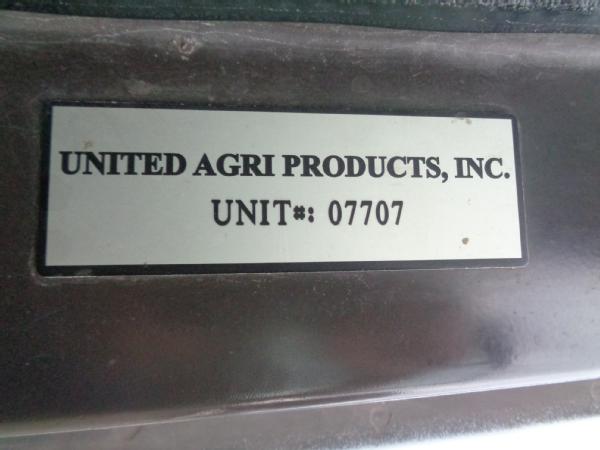 UNITED AGRI PRODUCTS, INC.
UNIT#: 07707